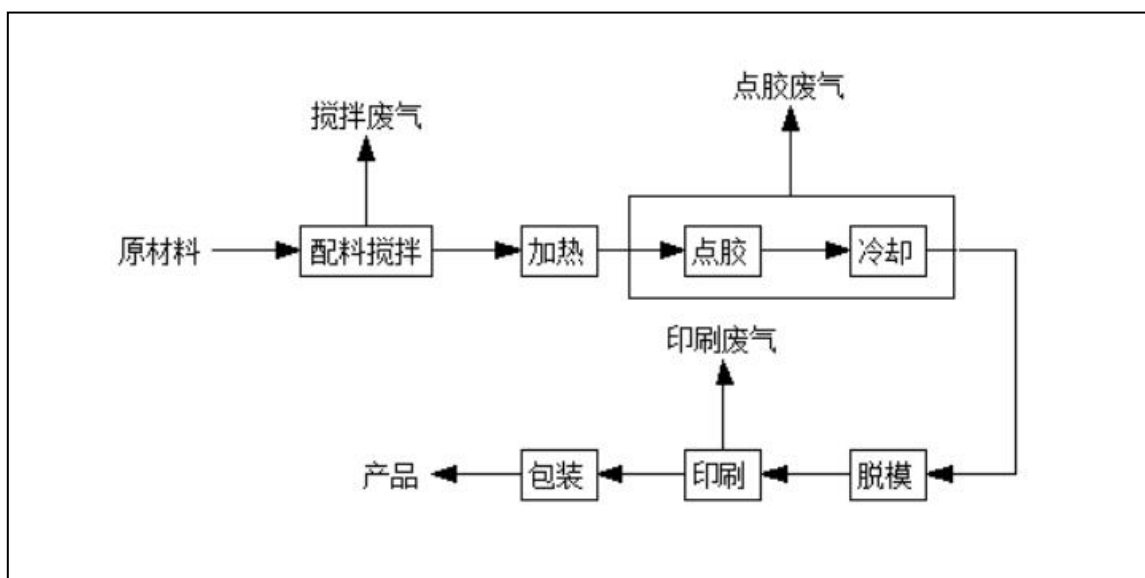 点胶废气
搅拌废气
原材料
配料搅拌
加热
点胶
冷却
印刷废气
产品
包装
印刷
脱模